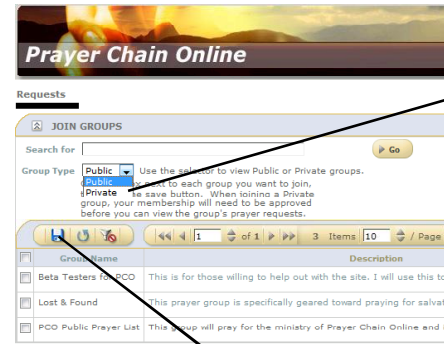 Prayer Chain Online
Requests
JOIN GROUPS
Search for
Go
Group Type Public Use the selector to view Public or Private groups.
Public next to each group you want to join,
Private save button. When joining a Private
group, your membership will need to be approved
before you can view the group's prayer requests.
1 of 1 3 Items 10 / Page
Group Name Description
Beta Testers for PCO This is for those willing to help out with the site. I will use this to
Lost & Found This prayer group is specifically geared toward praying for salvat
PCO Public Prayer List This group will pray for the ministry of Prayer Chain Online and